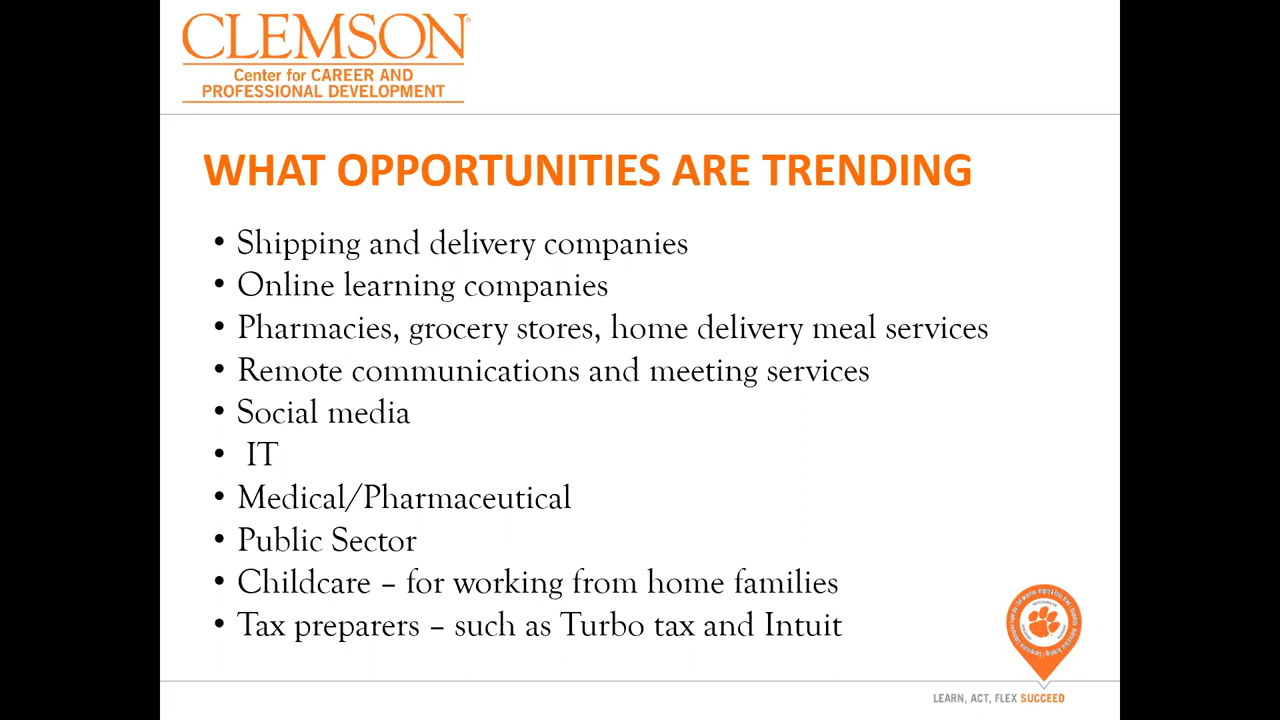 CLEMSON®
Center for CAREER AND
PROFESSIONAL DEVELOPMENT
WHAT OPPORTUNITIES ARE TRENDING
• Shipping and delivery companies
• Online learning companies
• Pharmacies, grocery stores, home delivery meal services
• Remote communications and meeting services
• Social media
• IT
• Medical/Pharmaceutical
• Public Sector
• Childcare – for working from home families
• Tax preparers – such as Turbo tax and Intuit
LEARN, ACT, FLEX SUCCEED